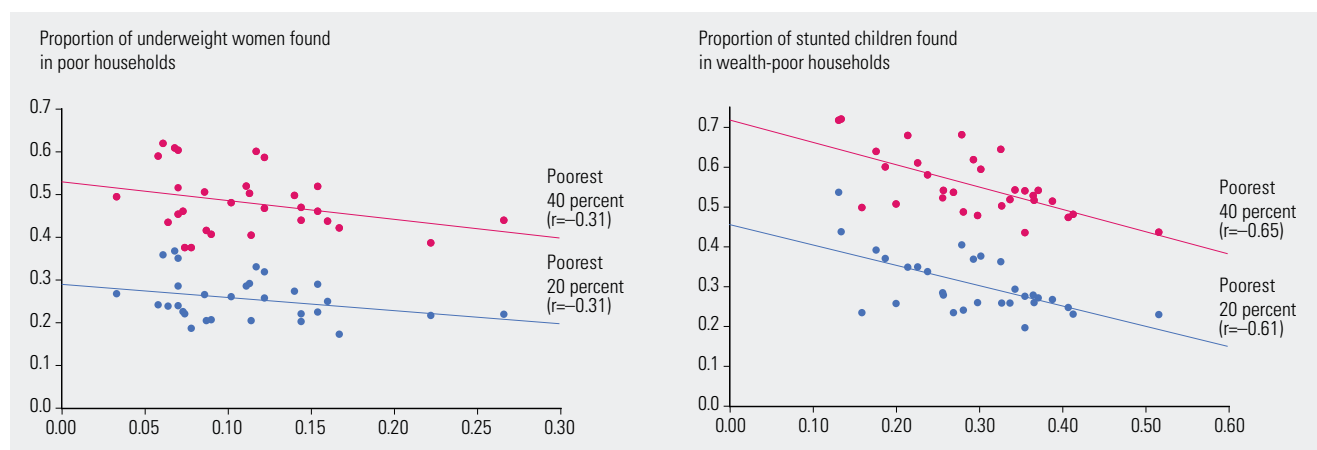 Proportion of underweight women found
in poor households
0.7
0.6
0.5
0.4
0.3
0.2
0.1
0.0
0.00 0.05 0.10 0.15 0.20 0.25 0.30
Poorest
40 percent
(r=–0.31)
Poorest
20 percent
(r=–0.31)
Proportion of stunted children found
in wealth-poor households
0.7
0.6
0.5
0.4
0.3
0.2
0.1
0.0
0.00 0.10 0.20 0.30 0.40 0.50 0.60
Poorest
40 percent
(r=–0.65)
Poorest
20 percent
(r=–0.61)